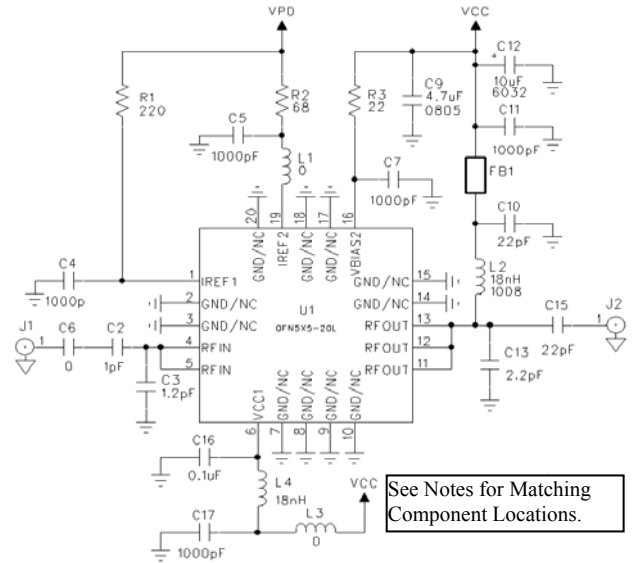 VPD
VCC
R1
220
R2
68
C5
1000pF
L1
0
R3
22
C9
4.7uF
0805
* C12
10uF
6032
C11
1000pF
FB1
C7
1000pF
C10
22pF
L2
18nH
1008
20
19
18
17
16
GND/NC
IREF2
GND/NC
GND/NC
VBIAS2
C4
1000p
1
IREF1
2
GND/NC
3
GND/NC
4
RFIN
5
RFIN
U1
QFN5X5-20L
GND/NC
15
GND/NC
14
RFOUT
13
RFOUT
12
RFOUT
11
J1
1
C6
0
C2
1pF
C3
1.2pF
C15
22pF
1
J2
C13
2.2pF
VCC1
GND/NC
GND/NC
GND/NC
GND/NC
6
7
8
9
10
C16
0.1uF
L4
18nH
L3
0
VCC
C17
1000pF
See Notes for Matching
Component Locations.